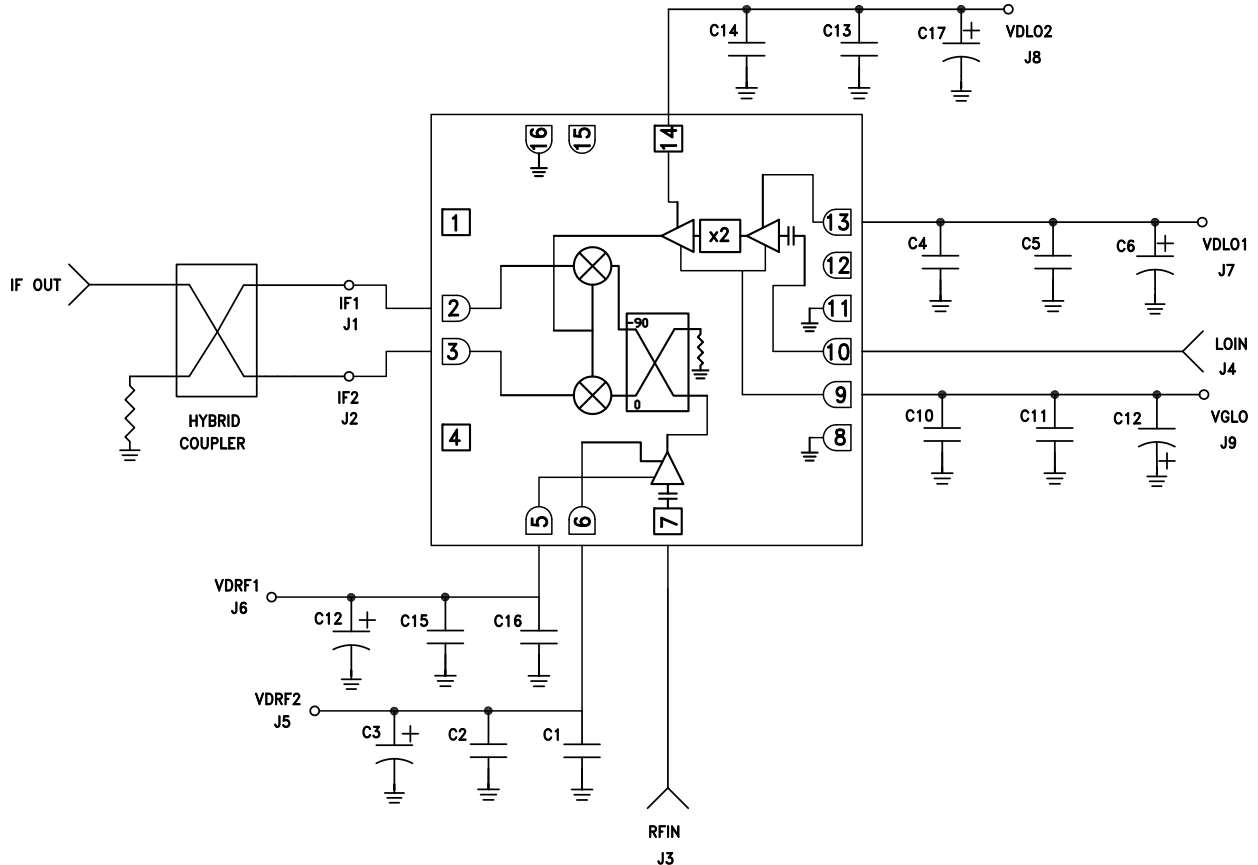 C14
C13
C17
+
VDLO2
J8
16
15
14
1
x2
13
C4
C5
C6
+
VDLO1
J7
12
IF OUT
IF1
J1
2
11
-90
LOIN
J4
3
10
IF2
J2
HYBRID
COUPLER
0
9
C10
C11
C12
+
VGLO
J9
4
8
5
6
7
VDRF1
J6
C12
+
C15
C16
VDRF2
J5
C3
+
C2
C1
RFIN
J3